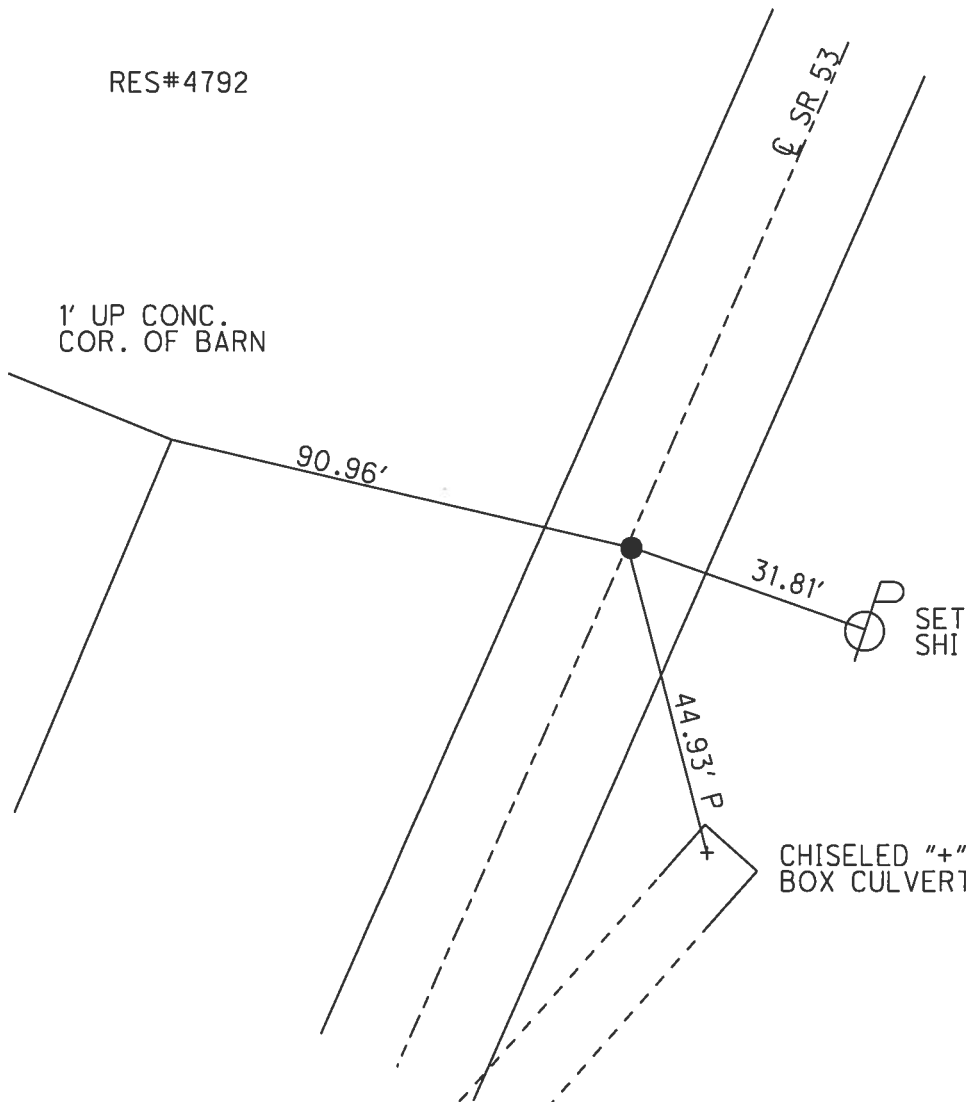 RES#4792
℄ SR 53
1' UP CONC.
COR. OF BARN
90.96'
31.81'
P
SET
44.93' P
CHISELED "+"
BOX CULVERT